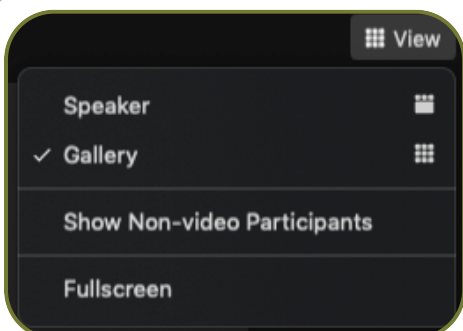 View
Speaker
Gallery
Show Non-video Participants
Fullscreen